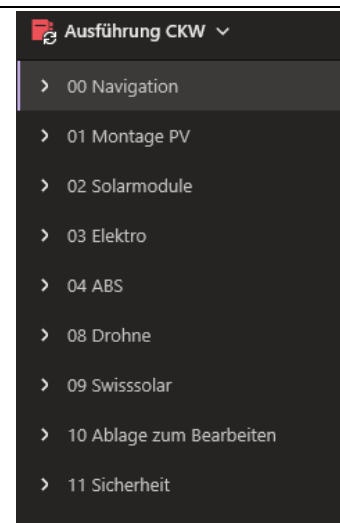 Ausführung CKW
00 Navigation
01 Montage PV
02 Solarmodule
03 Elektro
04 ABS
08 Drohne
09 Swisssolar
10 Ablage zum Bearbeiten
11 Sicherheit